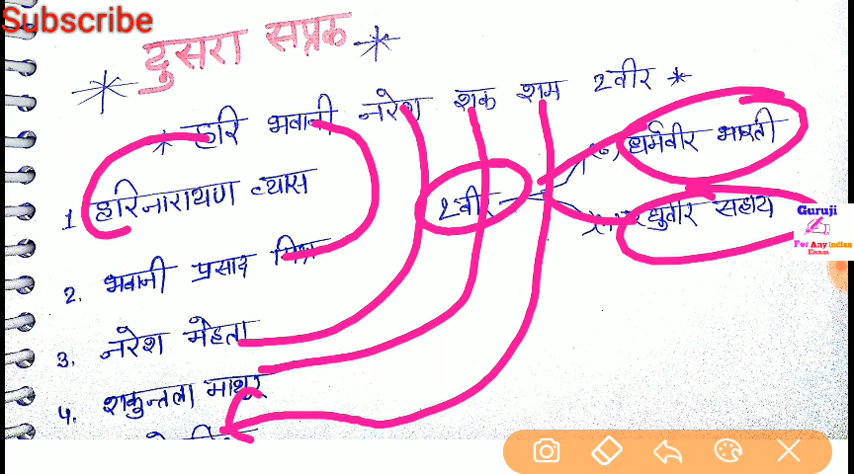 Subscribe
* दुसरा सप्तक *
* हरि भवानी नरेश शक शम 2वीर *
1 हरिनारायण व्यास
2वीर
धर्मवीर भारती
रघुवीर सहाय
2. भवानी प्रसाद मिश्र
3. नरेश मेहता
4. शकुन्तला माथुर
Guruji
For Any Indian
Exam